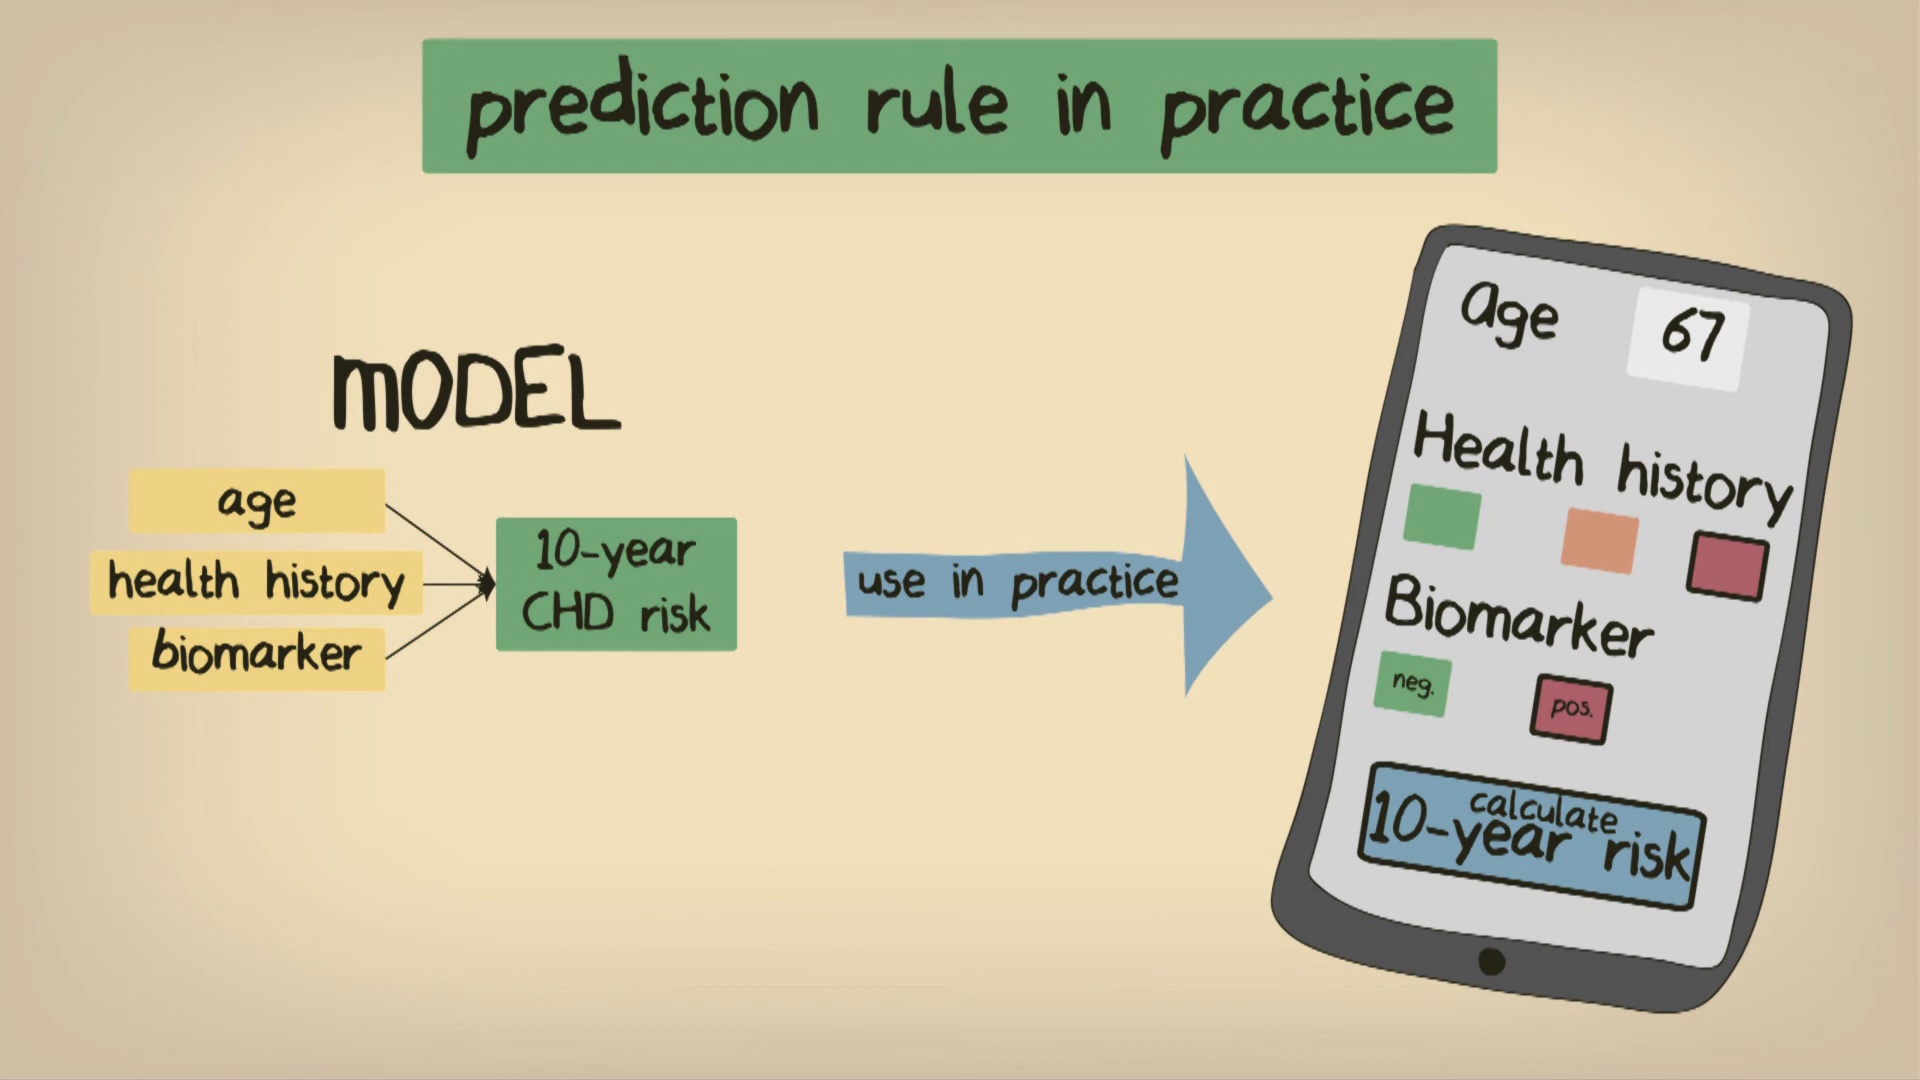 prediction rule in practice
MODEL
age
health history
biomarker
10-year
CHD risk
use in practice
Age 67
Health history
Biomarker
neg. pos.
calculate
10-year risk